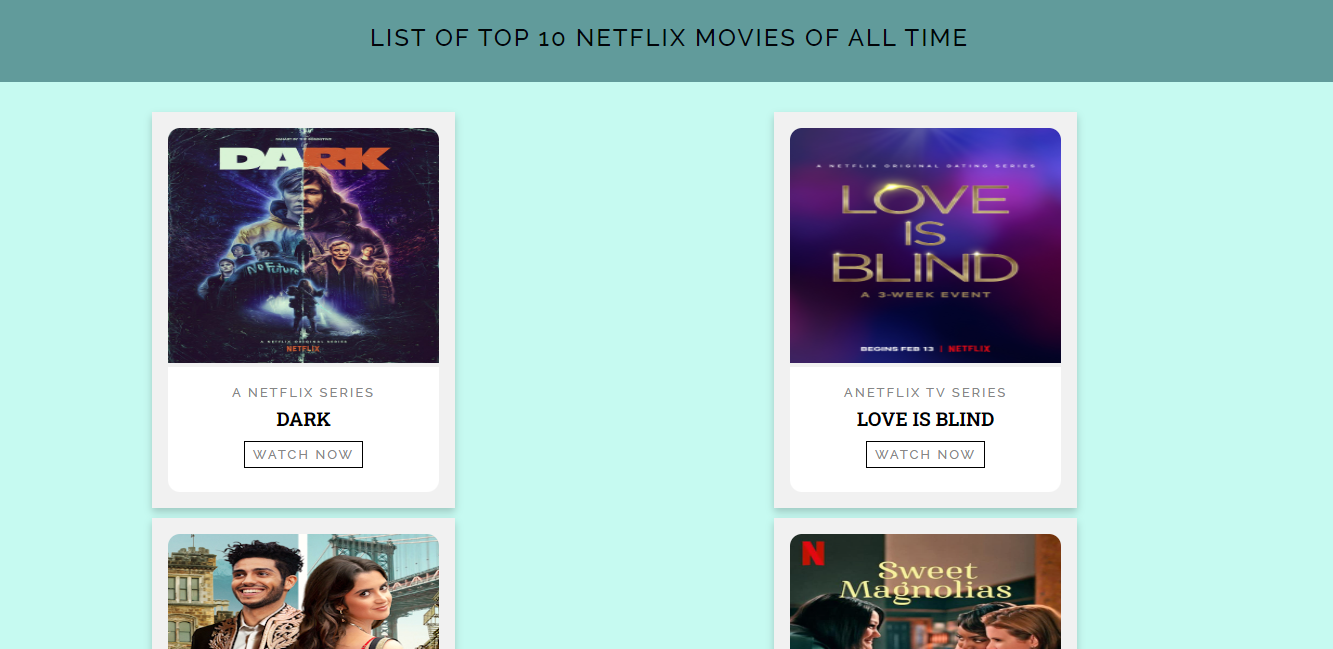 LIST OF TOP 10 NETFLIX MOVIES OF ALL TIME
DARK
No Future
A NETFLIX ORIGINAL SERIES
NETFLIX
A NETFLIX SERIES
DARK
WATCH NOW
A NETFLIX ORIGINAL DATING SERIES
LOVE
IS
BLIND
A 3-WEEK EVENT
BEGINS FEB 13 | NETFLIX
ANETFLIX TV SERIES
LOVE IS BLIND
WATCH NOW
N
Sweet
Magnolias